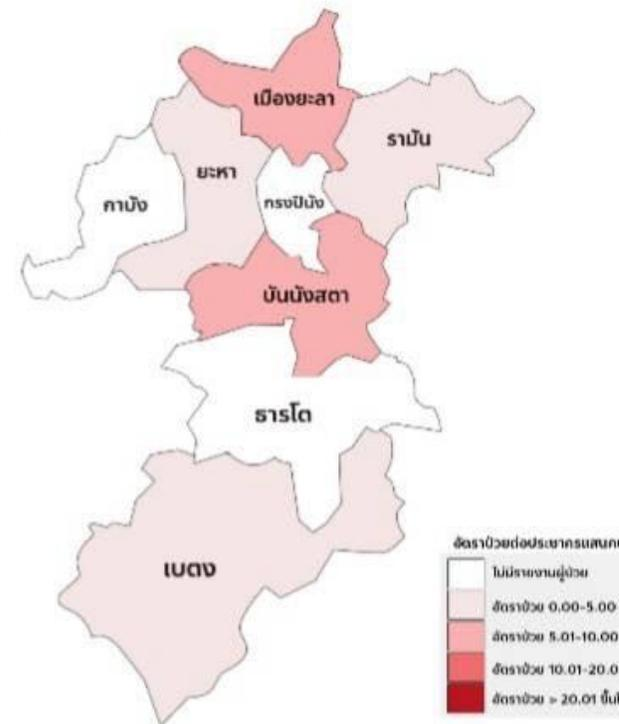 เมืองยะลา
รามัน
ยะหา
กาบัง
กรงปินัง
บันนังสตา
ธารโต
เบตง
อัตราป่วยต่อประชากรแสนคน
ไม่มีรายงานผู้ป่วย
อัตราป่วย 0.00-5.00
อัตราป่วย 5.01-10.00
อัตราป่วย 10.01-20.0
อัตราป่วย > 20.01 ขึ้น